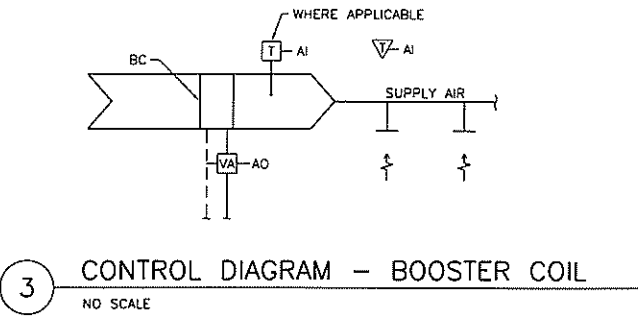 WHERE APPLICABLE
T AI
T AI
BC
SUPPLY AIR
VA AO
3 CONTROL DIAGRAM – BOOSTER COIL
NO SCALE